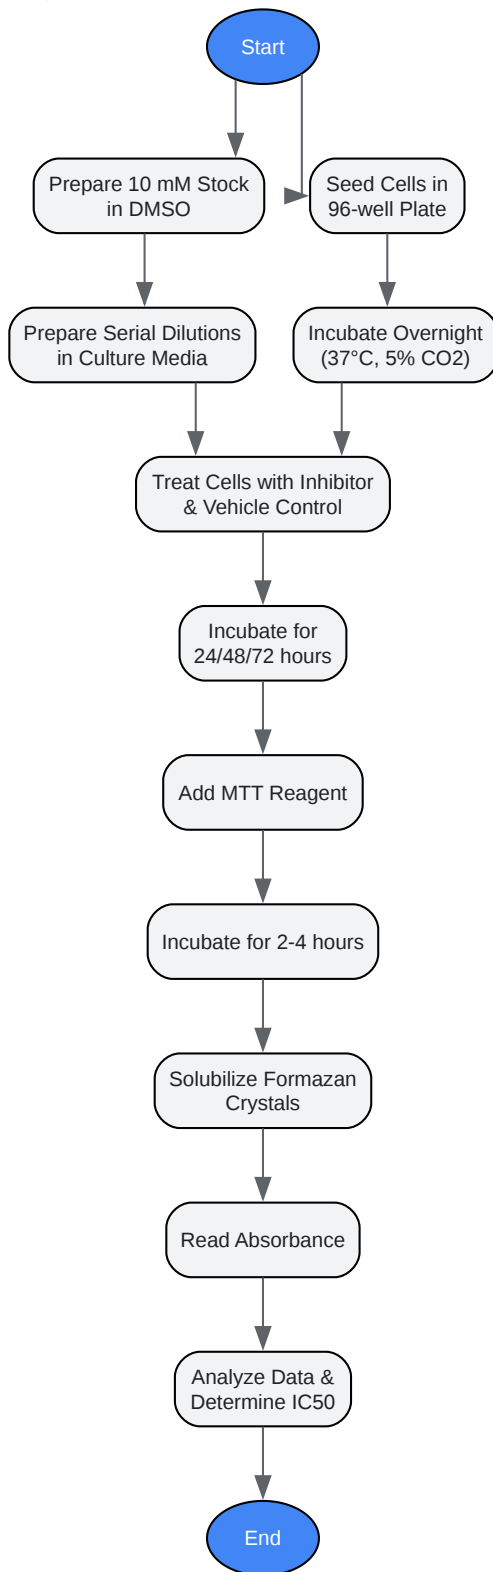 Start
Prepare 10 mM Stock
in DMSO
Seed Cells in
96-well Plate
Prepare Serial Dilutions
in Culture Media
Incubate Overnight
(37°C, 5% CO2)
Treat Cells with Inhibitor
& Vehicle Control
Incubate for
24/48/72 hours
Add MTT Reagent
Incubate for 2-4 hours
Solubilize Formazan
Crystals
Read Absorbance
Analyze Data &
Determine IC50
End